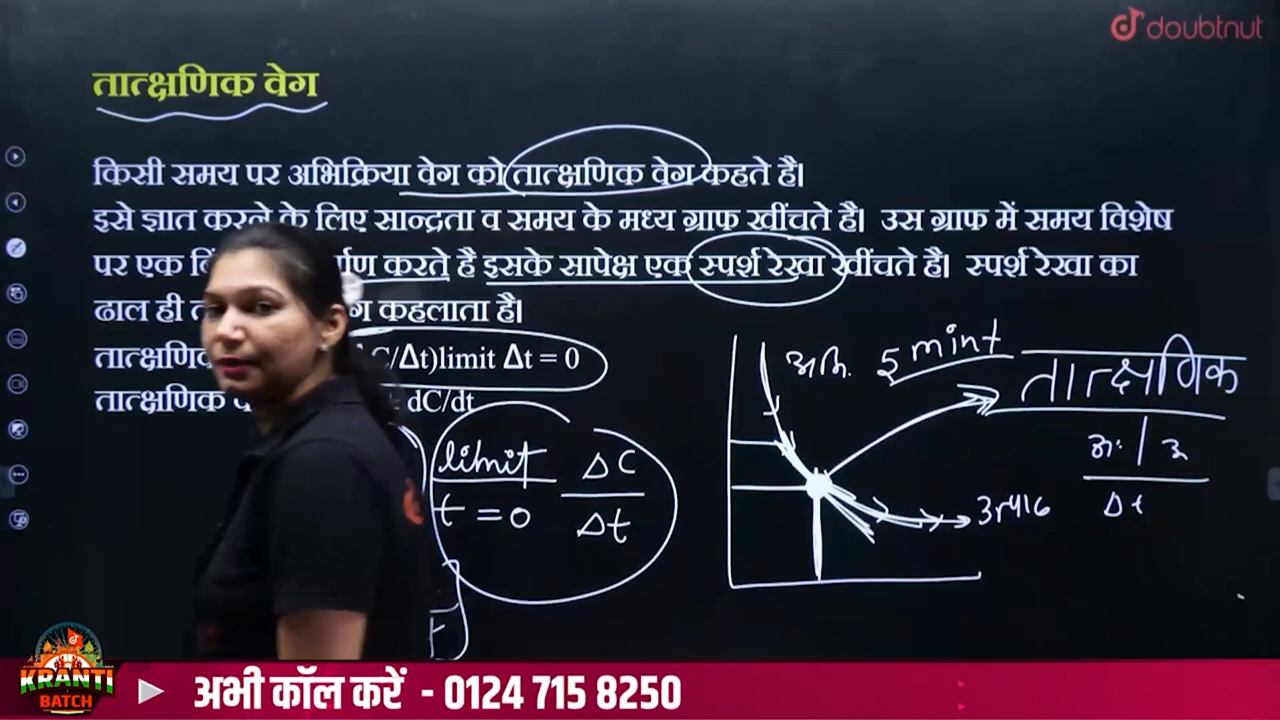 doubtnut
तात्क्षणिक वेग
किसी समय पर अभिक्रिया वेग को तात्क्षणिक वेग कहते है।
इसे ज्ञात करने के लिए सान्द्रता व समय के मध्य ग्राफ खींचते है। उस ग्राफ में समय विशेष
पर एक करते है इसके सापेक्ष एक स्पर्श रेखा खींचते है। स्पर्श रेखा का
ढाल ही कहलाता है।
C/Δt)limit Δt = 0
तात्क्षणिक dC/dt
limit ΔC
t = 0 Δt
अभि. 5 mint
तात्क्षणिक
Δt
KRANTI
BATCH
अभी कॉल करें - 0124 715 8250